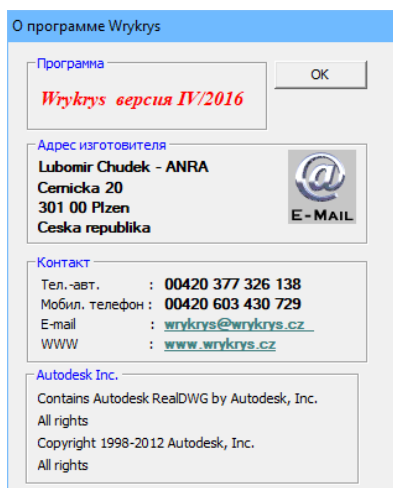 О программе Wrykrys
Программа
OK
Wrykrys версия IV/2016
Адрес изготовителя
Lubomir Chudek - ANRA
Cernicka 20
301 00 Plzen
Ceska republika
E-MAIL
Контакт
Тел.-авт. : 00420 377 326 138
Мобил. телефон : 00420 603 430 729
E-mail : wrykrys@wrykrys.cz
WWW : www.wrykrys.cz
Autodesk Inc.
Contains Autodesk RealDWG by Autodesk, Inc.
All rights
Copyright 1998-2012 Autodesk, Inc.
All rights